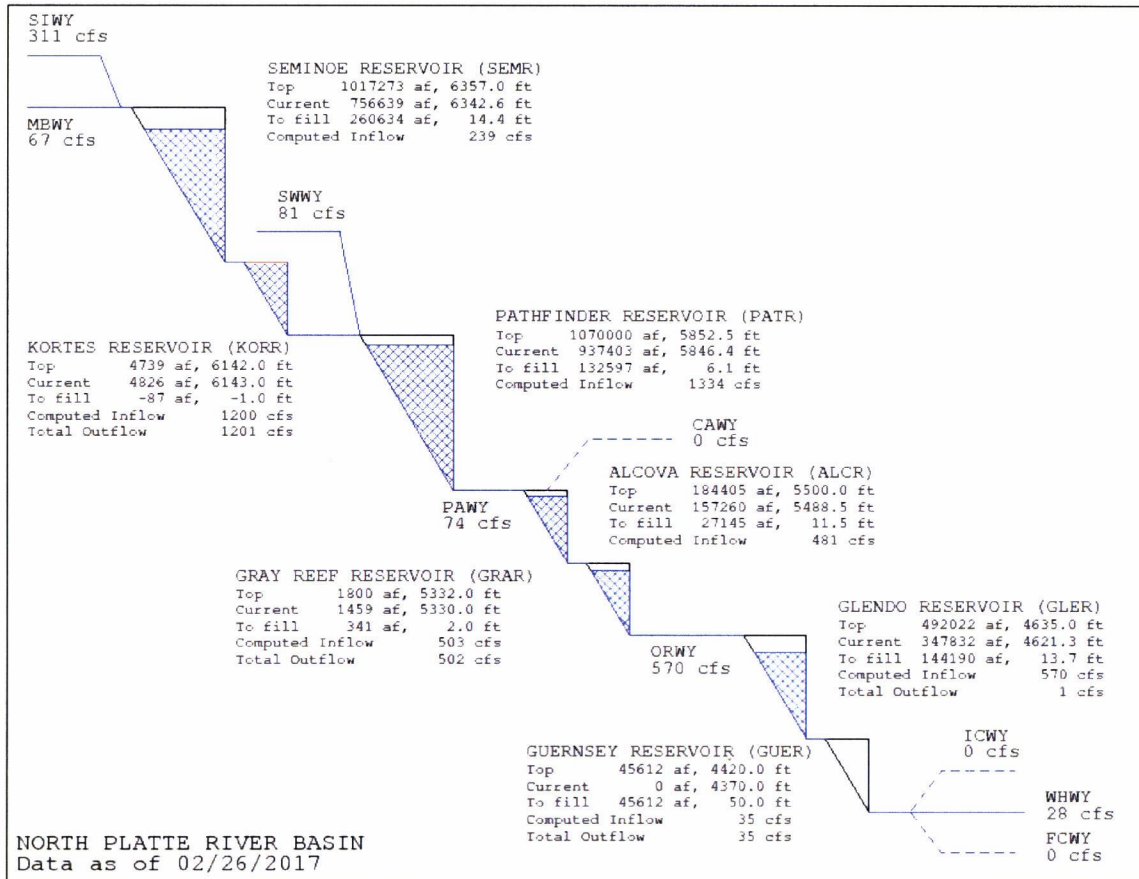 SIWY
311 cfs
MBWY
67 cfs
SEMINOE RESERVOIR (SEMR)
Top 1017273 af, 6357.0 ft
Current 756639 af, 6342.6 ft
To fill 260634 af, 14.4 ft
Computed Inflow 239 cfs
SWWY
81 cfs
KORTES RESERVOIR (KORR)
Top 4739 af, 6142.0 ft
Current 4826 af, 6143.0 ft
To fill -87 af, -1.0 ft
Computed Inflow 1200 cfs
Total Outflow 1201 cfs
PATHFINDER RESERVOIR (PATR)
Top 1070000 af, 5852.5 ft
Current 937403 af, 5846.4 ft
To fill 132597 af, 6.1 ft
Computed Inflow 1334 cfs
CAWY
0 cfs
PAWY
74 cfs
ALCOVA RESERVOIR (ALCR)
Top 184405 af, 5500.0 ft
Current 157260 af, 5488.5 ft
To fill 27145 af, 11.5 ft
Computed Inflow 481 cfs
GRAY REEF RESERVOIR (GRAR)
Top 1800 af, 5332.0 ft
Current 1459 af, 5330.0 ft
To fill 341 af, 2.0 ft
Computed Inflow 503 cfs
Total Outflow 502 cfs
ORWY
570 cfs
GLENDO RESERVOIR (GLER)
Top 492022 af, 4635.0 ft
Current 347832 af, 4621.3 ft
To fill 144190 af, 13.7 ft
Computed Inflow 570 cfs
Total Outflow 1 cfs
GUERNSEY RESERVOIR (GUER)
Top 45612 af, 4420.0 ft
Current 0 af, 4370.0 ft
To fill 45612 af, 50.0 ft
Computed Inflow 35 cfs
Total Outflow 35 cfs
ICWY
0 cfs
WHWY
28 cfs
FCWY
0 cfs
NORTH PLATTE RIVER BASIN
Data as of 02/26/2017